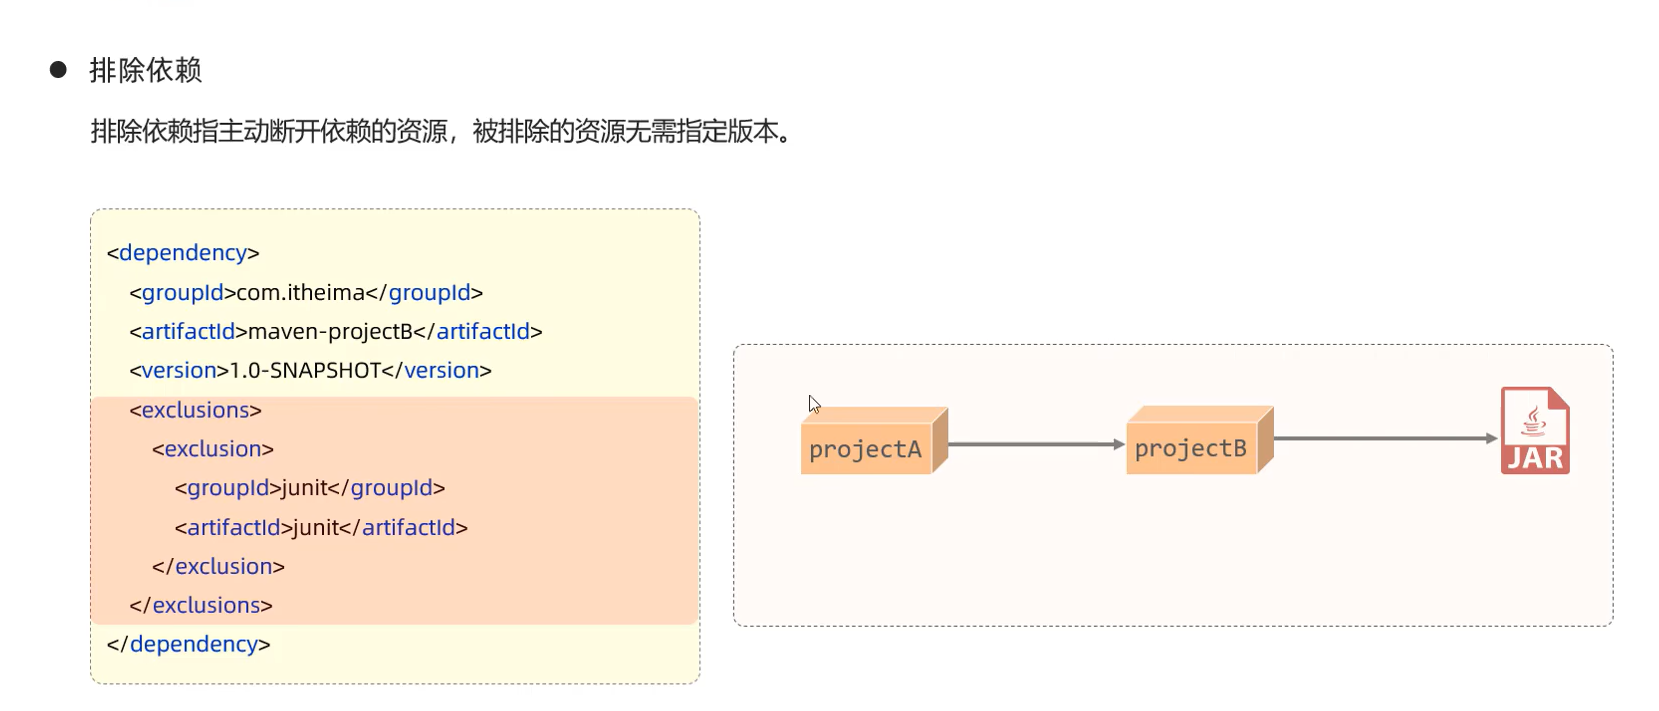 排除依赖
排除依赖指主动断开依赖的资源，被排除的资源无需指定版本。
<dependency>
<groupId>com.itheima</groupId>
<artifactId>maven-projectB</artifactId>
<version>1.0-SNAPSHOT</version>
<exclusions>
<exclusion>
<groupId>junit</groupId>
<artifactId>junit</artifactId>
</exclusion>
</exclusions>
</dependency>
projectA
projectB
JAR